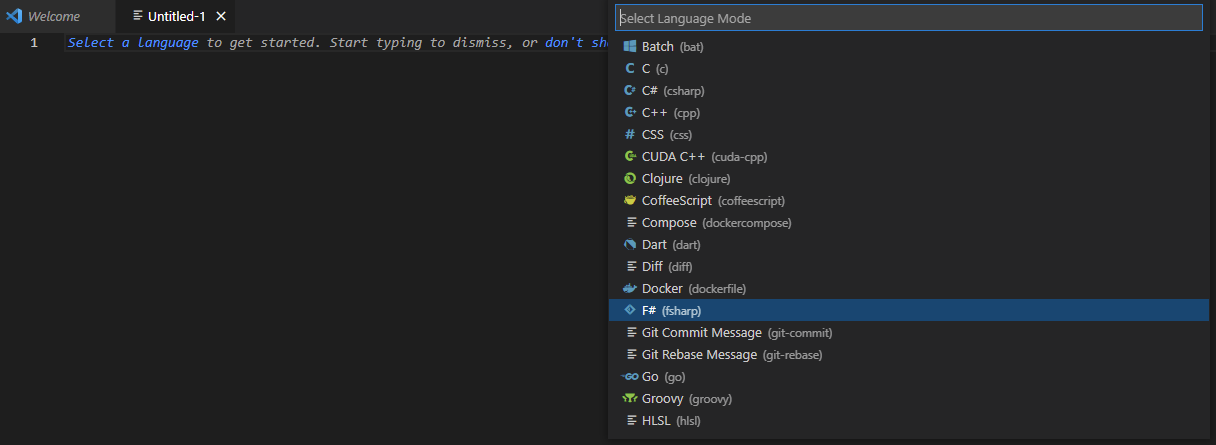 Welcome
Untitled-1
1
Select a language to get started. Start typing to dismiss, or don't
Select Language Mode
Batch (bat)
C (c)
C# (csharp)
C++ (cpp)
CSS (css)
CUDA C++ (cuda-cpp)
Clojure (clojure)
CoffeeScript (coffeescript)
Compose (dockercompose)
Dart (dart)
Diff (diff)
Docker (dockerfile)
F# (fsharp)
Git Commit Message (git-commit)
Git Rebase Message (git-rebase)
Go (go)
Groovy (groovy)
HLSL (hlsl)